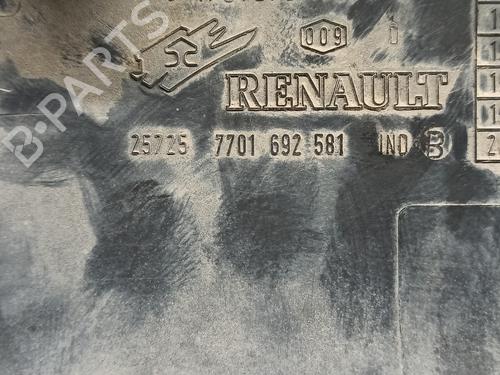 009
RENAULT
25725 7701 692 581 IND B
B-PARTS